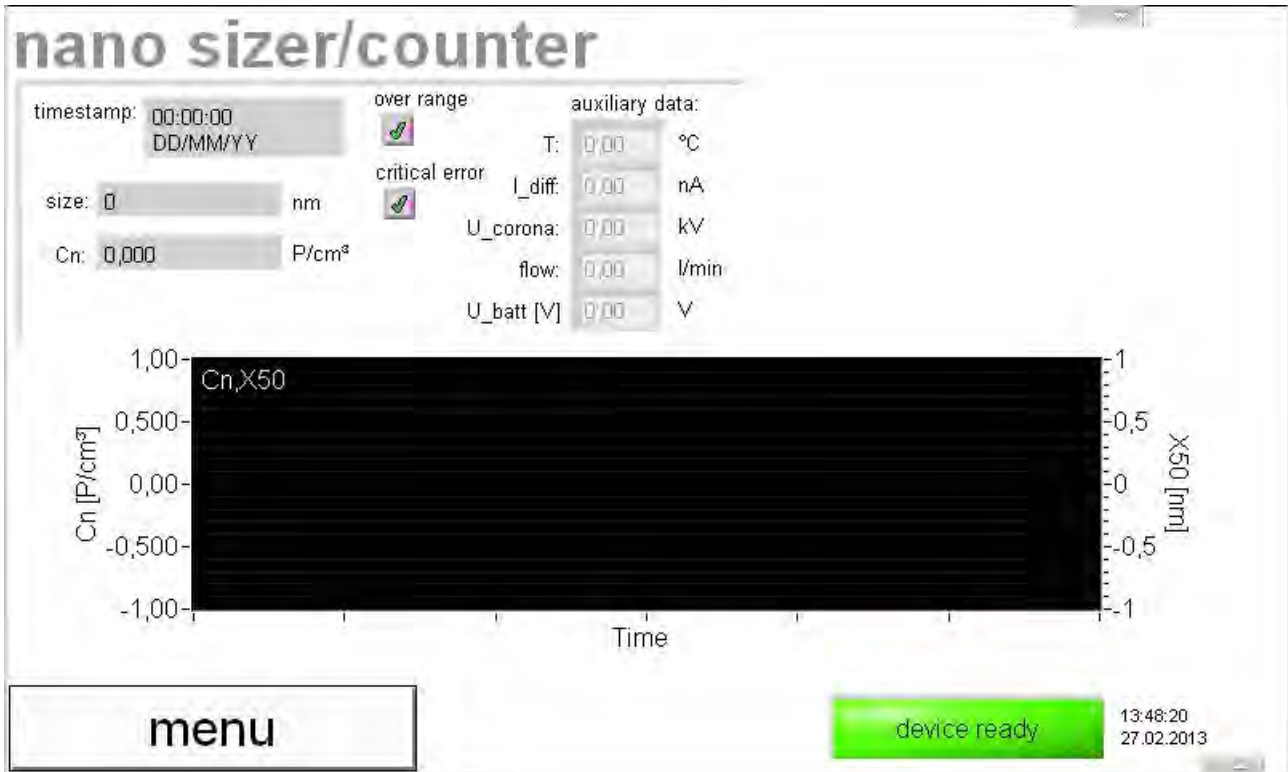 nano sizer/counter
timestamp: 00:00:00
DD/MM/YY
size: 0 nm
Cn: 0,000 P/cm³
over range
critical error
auxiliary data:
T: 0,00 °C
I_diff: 0,00 nA
U_corona: 0,00 kV
flow: 0,00 l/min
U_batt [V] 0,00 V
Cn,X50
Cn [P/cm³]
1,00
0,500
0,00
-0,500
-1,00
1
0,5
0
-0,5
-1
X50 [nm]
Time
menu
device ready
13:48:20
27.02.2013